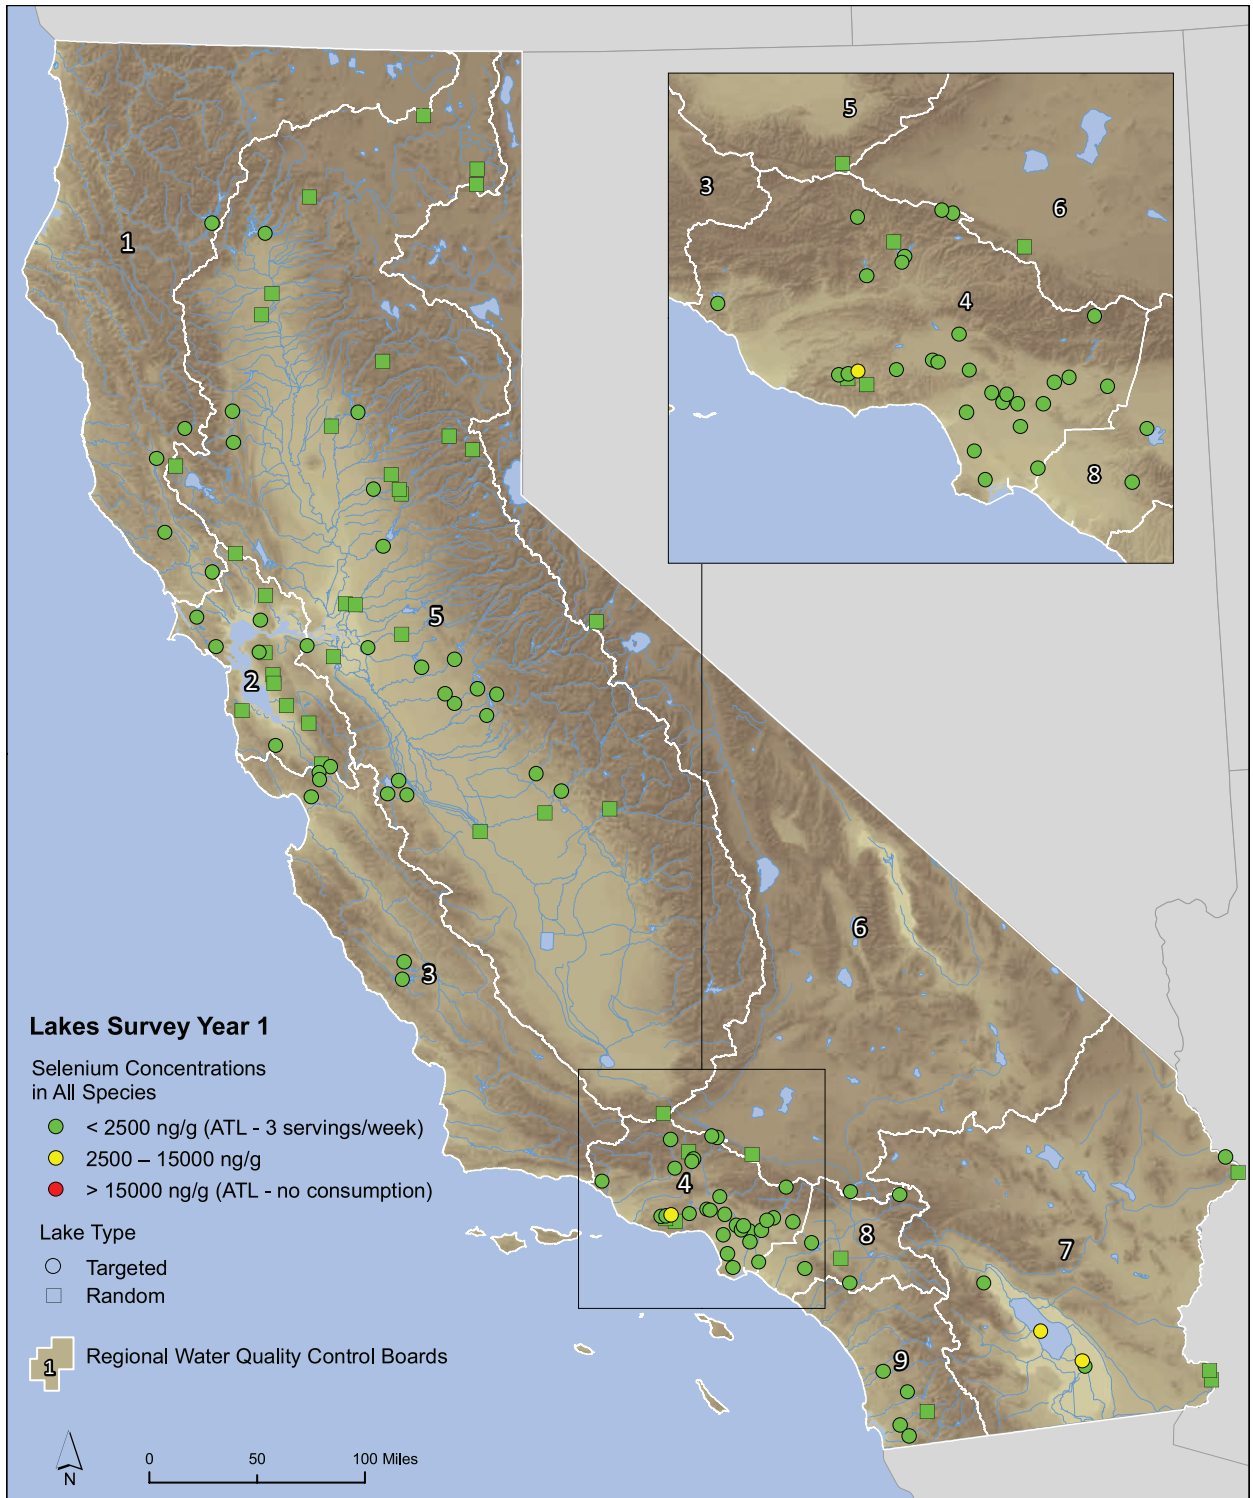 5
3
6
4
8
1
5
2
6
3
4
8
7
9
Lakes Survey Year 1
Selenium Concentrations
in All Species
< 2500 ng/g (ATL - 3 servings/week)
2500 – 15000 ng/g
> 15000 ng/g (ATL - no consumption)
Lake Type
Targeted
Random
1 Regional Water Quality Control Boards
N
0 50 100 Miles